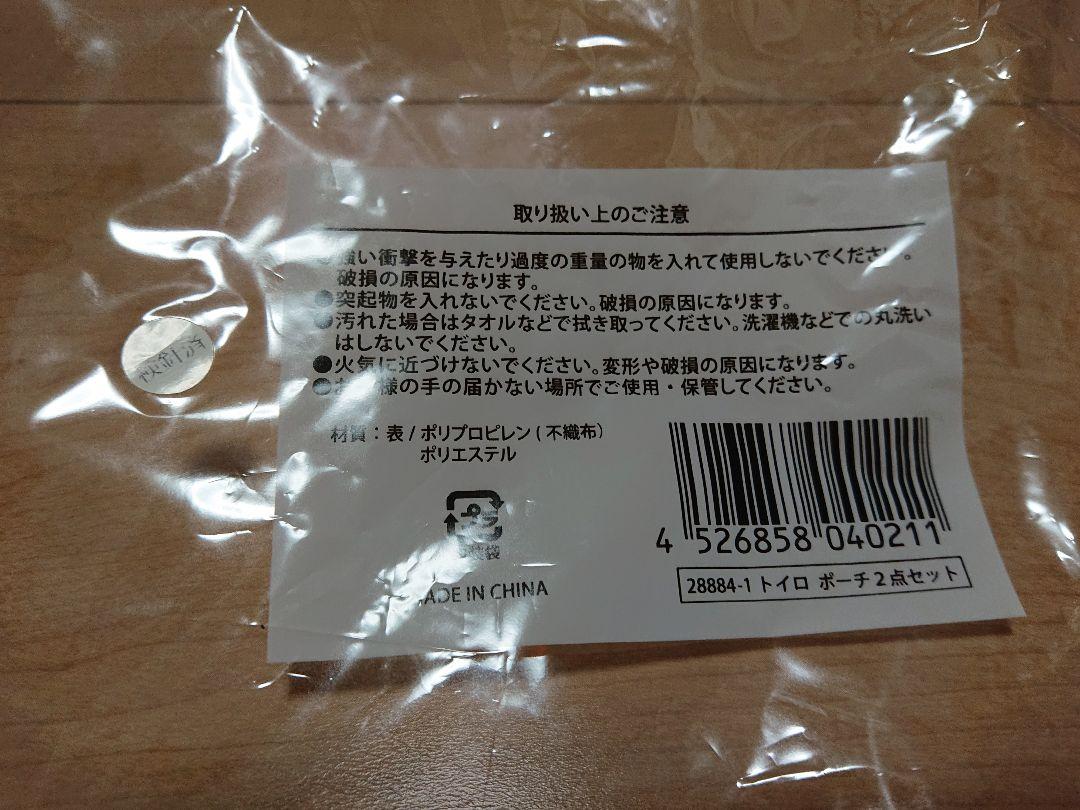 取り扱い上のご注意
強い衝撃を与えたり過度の重量の物を入れて使用しないでください。
破損の原因になります。
●突起物を入れないでください。破損の原因になります。
●汚れた場合はタオルなどで拭き取ってください。洗濯機などでの丸洗い
はしないでください。
●火気に近づけないでください。変形や破損の原因になります。
●お子様の手の届かない場所でご使用・保管してください。
検針済
材質：表/ポリプロピレン(不織布)
ポリエステル
プラ
MADE IN CHINA
4 526858 040211
28884-1 トイロ ポーチ2点セット